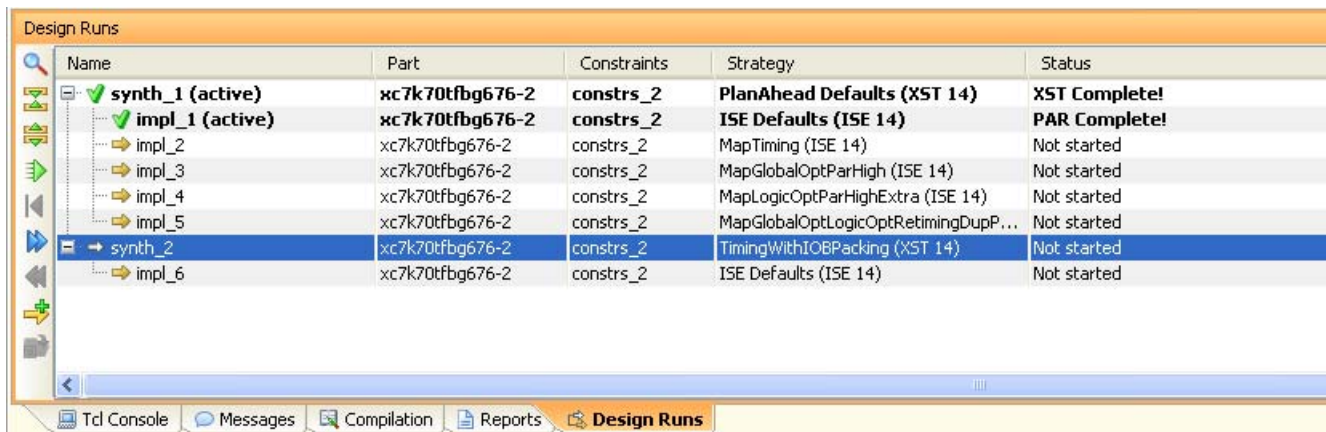 Design Runs
Name Part Constraints Strategy Status
synth_1 (active) xc7k70tfbg676-2 constrs_2 PlanAhead Defaults (XST 14) XST Complete!
impl_1 (active) xc7k70tfbg676-2 constrs_2 ISE Defaults (ISE 14) PAR Complete!
impl_2 xc7k70tfbg676-2 constrs_2 MapTiming (ISE 14) Not started
impl_3 xc7k70tfbg676-2 constrs_2 MapGlobalOptParHigh (ISE 14) Not started
impl_4 xc7k70tfbg676-2 constrs_2 MapLogicOptParHighExtra (ISE 14) Not started
impl_5 xc7k70tfbg676-2 constrs_2 MapGlobalOptLogicOptRetimingDupP... Not started
synth_2 xc7k70tfbg676-2 constrs_2 TimingWithIOBPacking (XST 14) Not started
impl_6 xc7k70tfbg676-2 constrs_2 ISE Defaults (ISE 14) Not started
Tcl Console Messages Compilation Reports Design Runs